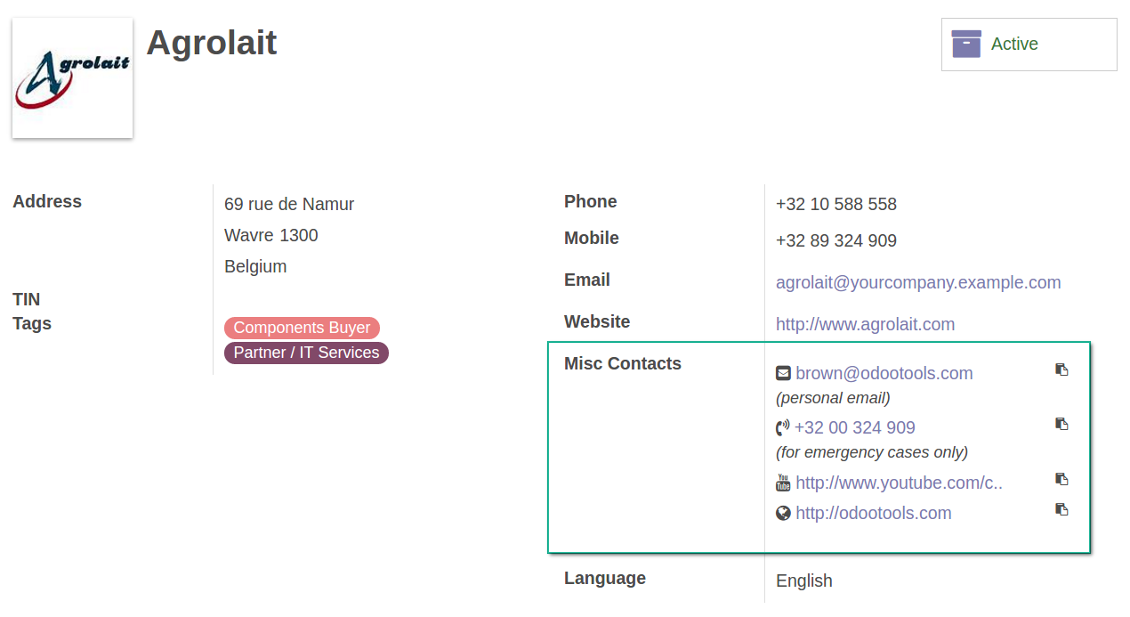 Agrolait
Agrolait
Active
Address
69 rue de Namur
Wavre 1300
Belgium
TIN
Tags
Components Buyer
Partner / IT Services
Phone
+32 10 588 558
Mobile
+32 89 324 909
Email
agrolait@yourcompany.example.com
Website
http://www.agrolait.com
Misc Contacts
brown@odootools.com
(personal email)
+32 00 324 909
(for emergency cases only)
You
Tube
http://www.youtube.com/c..
http://odootools.com
Language
English